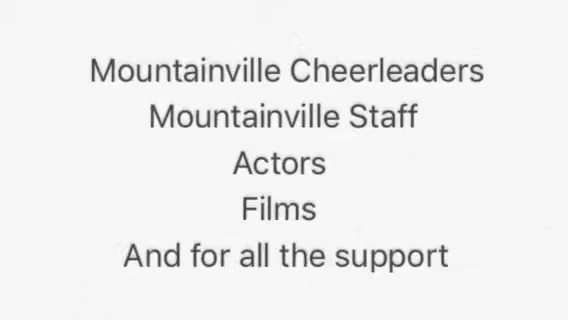 Mountainville Cheerleaders
Mountainville Staff
Actors
Films
And for all the support